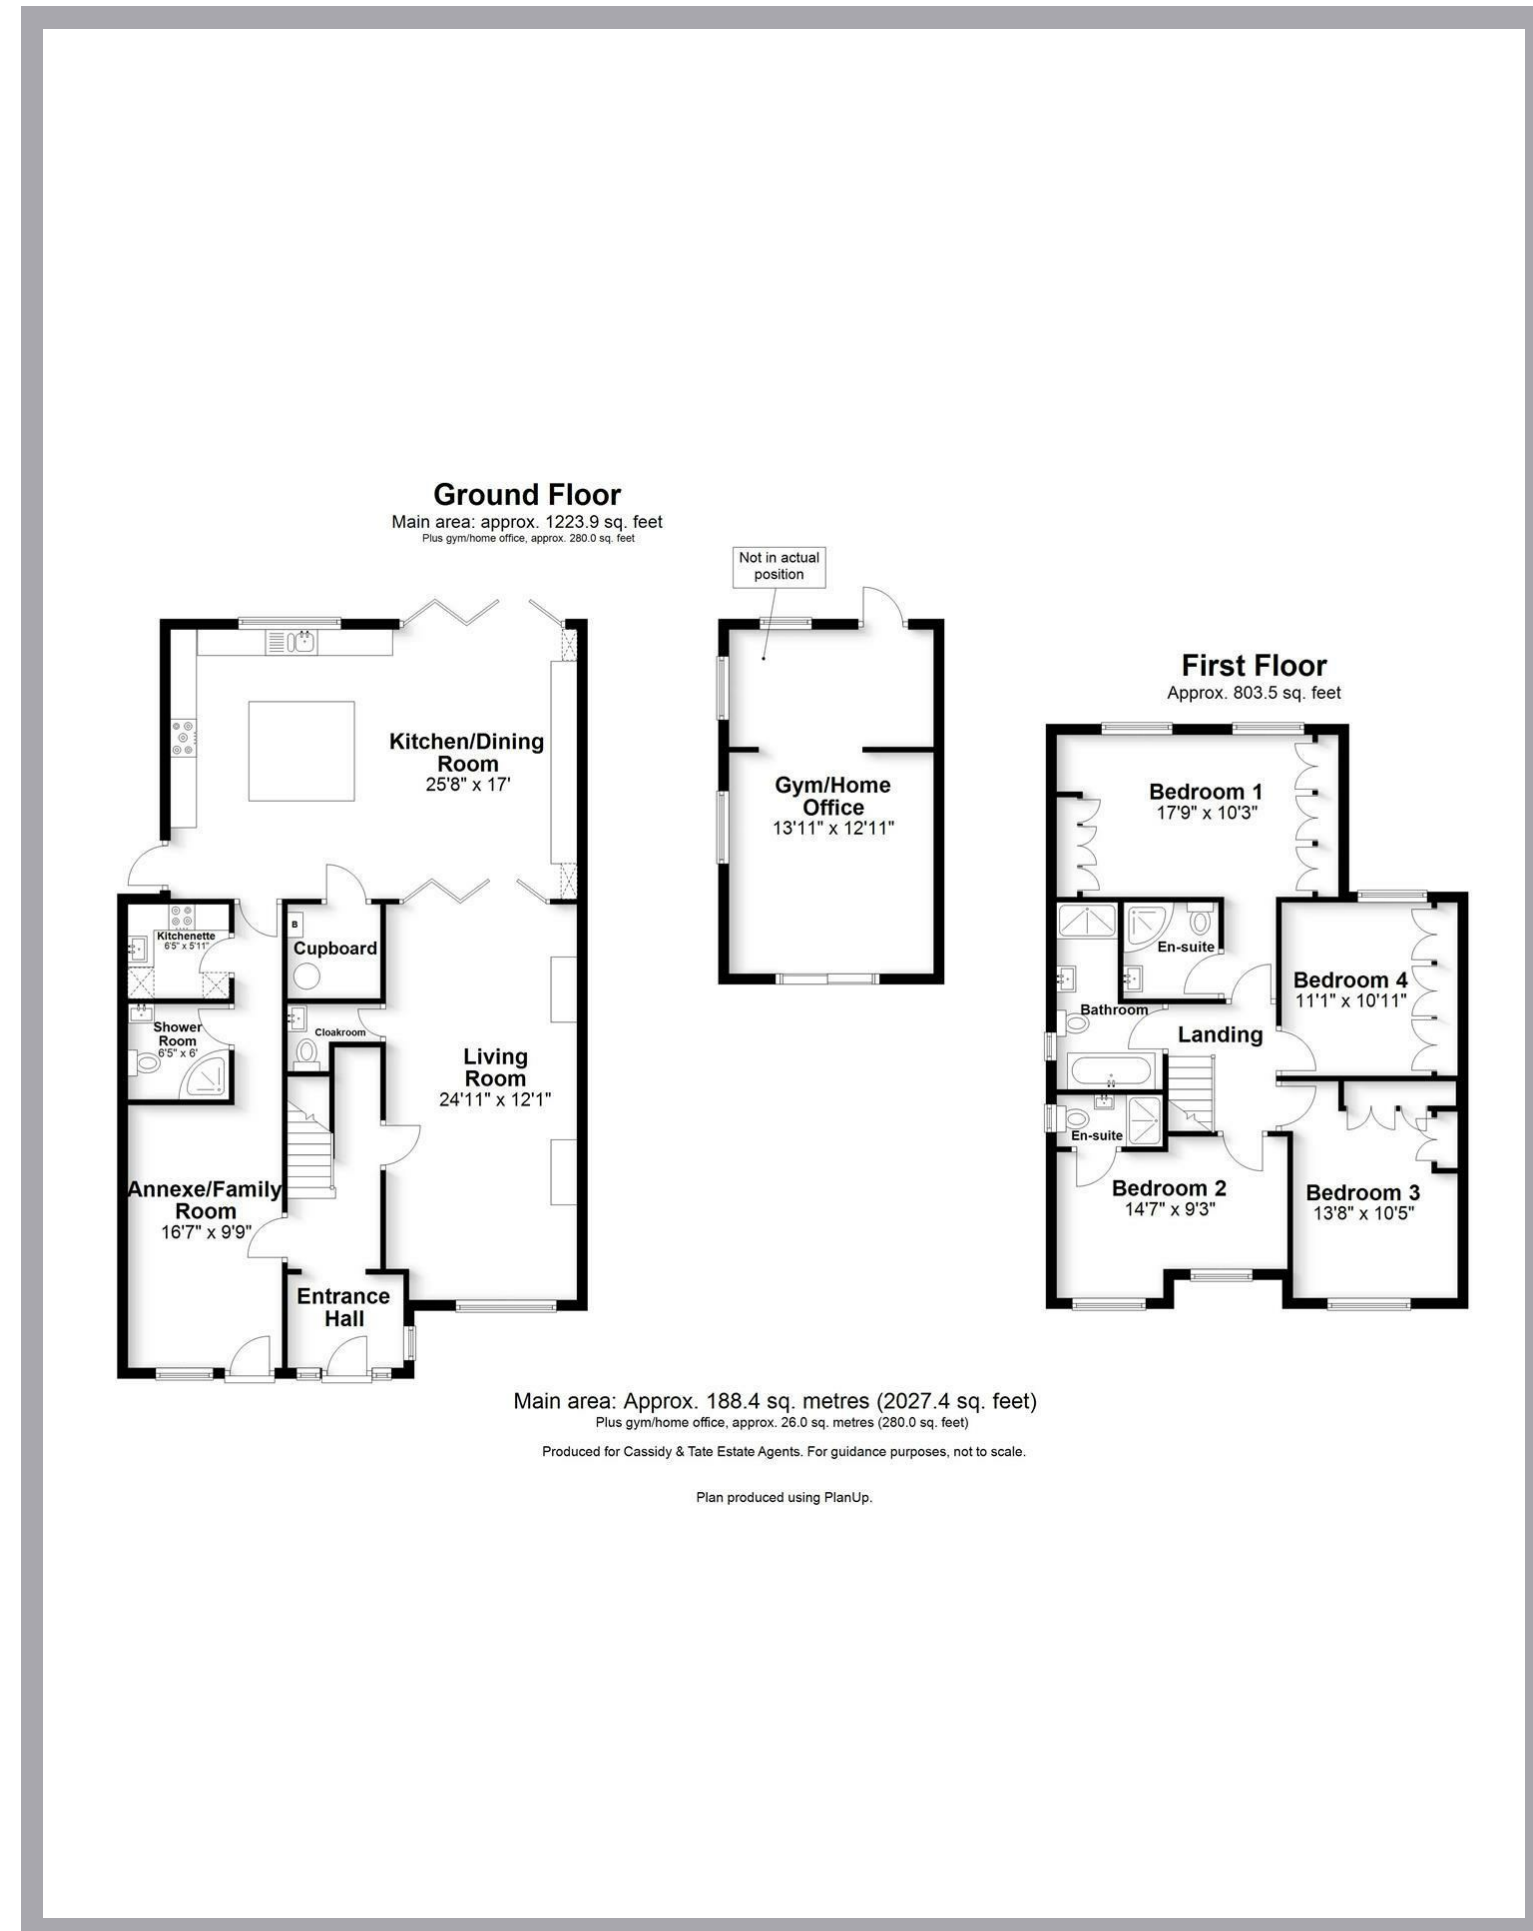 Ground Floor
Main area: approx. 1223.9 sq. feet
Plus gym/home office, approx. 280.0 sq. feet
Kitchen/Dining
Room
25'8" x 17'
Kitchenette
6'5" x 5'11"
B
Cupboard
Shower
Room
6'5" x 6'
Cloakroom
Living
Room
24'11" x 12'1"
Annexe/Family
Room
16'7" x 9'9"
Entrance
Hall
Not in actual
position
Gym/Home
Office
13'11" x 12'11"
First Floor
Approx. 803.5 sq. feet
Bedroom 1
17'9" x 10'3"
En-suite
Bedroom 4
11'1" x 10'11"
Bathroom
Landing
En-suite
Bedroom 2
14'7" x 9'3"
Bedroom 3
13'8" x 10'5"
Main area: Approx. 188.4 sq. metres (2027.4 sq. feet)
Plus gym/home office, approx. 26.0 sq. metres (280.0 sq. feet)
Produced for Cassidy & Tate Estate Agents. For guidance purposes, not to scale.
Plan produced using PlanUp.